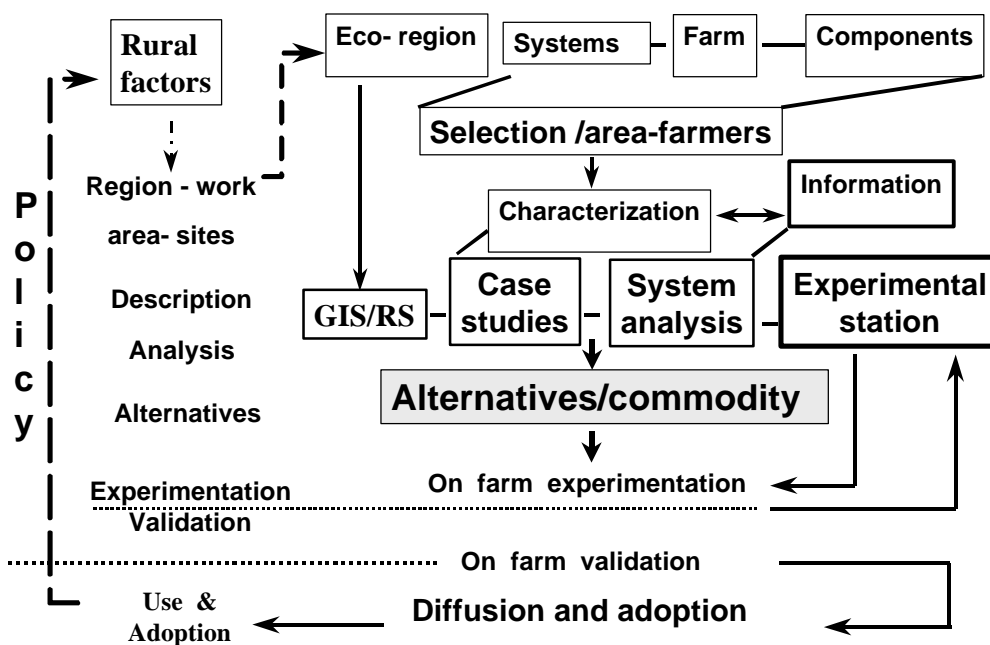 Rural
factors
Eco- region
Systems
Farm
Components
Selection /area-farmers
Region - work
area- sites
Characterization
Information
Policy
Description
Analysis
Alternatives
GIS/RS
Case
studies
System
analysis
Experimental
station
Alternatives/commodity
Experimentation
Validation
On farm experimentation
On farm validation
Use &
Adoption
Diffusion and adoption